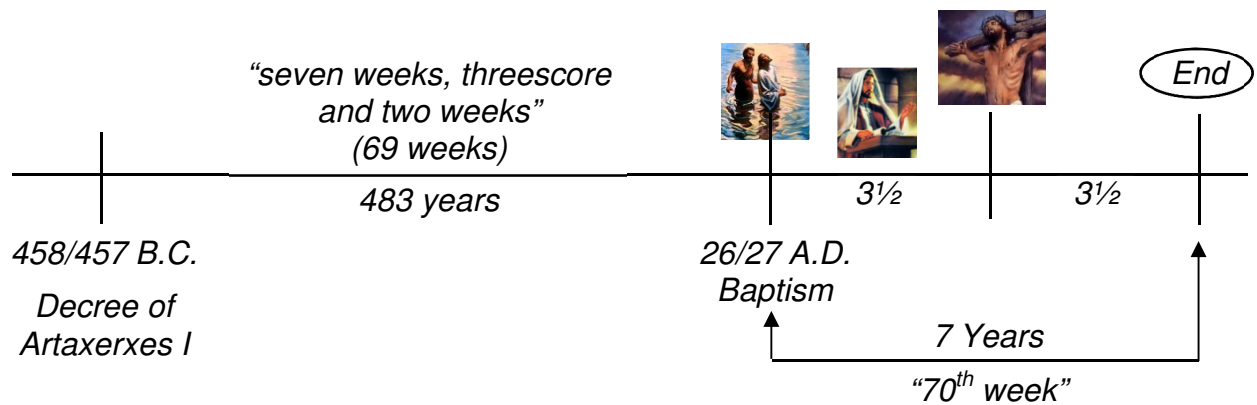 “seven weeks, threescore
and two weeks”
(69 weeks)
End
483 years
3½
3½
458/457 B.C.
Decree of
Artaxerxes I
26/27 A.D.
Baptism
7 Years
“70th week”